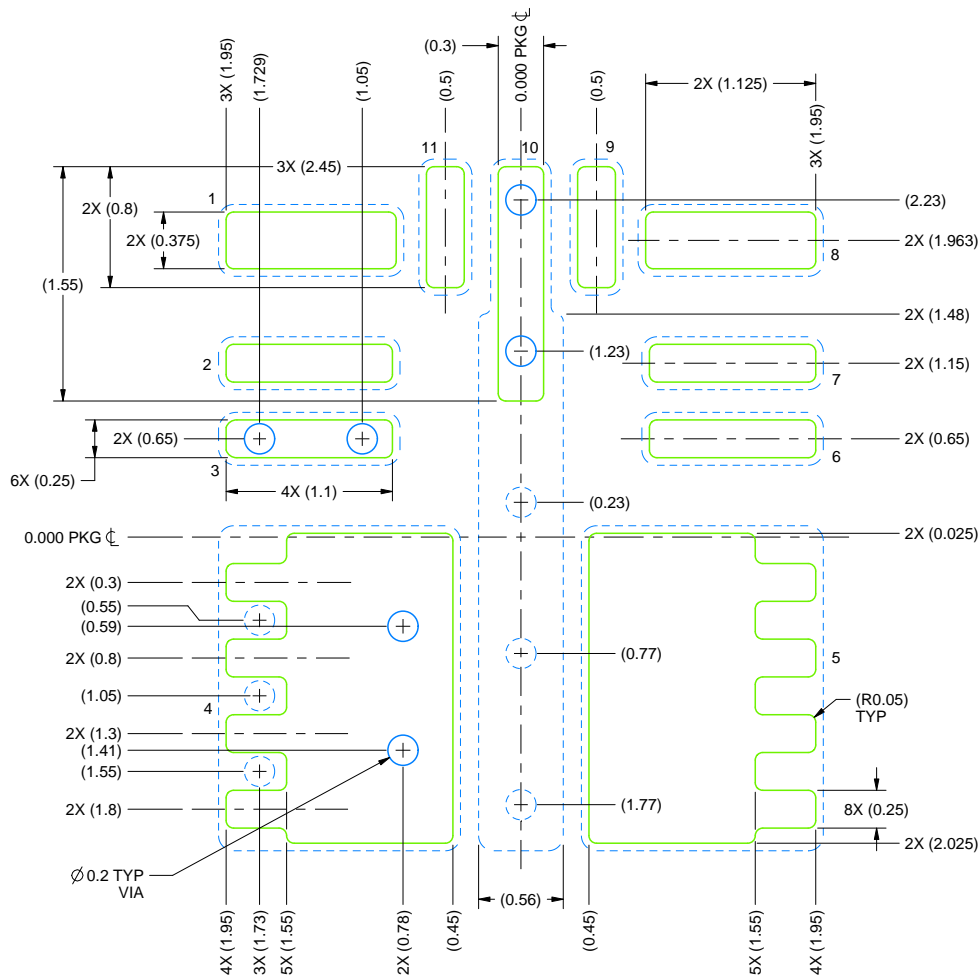 3X (1.95)
(1.729)
(1.05)
(0.5)
(0.3)
0.000 PKG ℄
(0.5)
2X (1.125)
3X (1.95)
11
10
9
3X (2.45)
2X (0.8)
1
2X (0.375)
(1.55)
(2.23)
2X (1.963)
8
2X (1.48)
2
(1.23)
2X (1.15)
7
2X (0.65)
3
6X (0.25)
4X (1.1)
2X (0.65)
6
(0.23)
0.000 PKG ℄
2X (0.025)
2X (0.3)
(0.55)
(0.59)
2X (0.8)
(0.77)
5
(1.05)
4
(R0.05)
TYP
2X (1.3)
(1.41)
(1.55)
2X (1.8)
(1.77)
8X (0.25)
2X (2.025)
Ø 0.2 TYP
VIA
(0.56)
4X (1.95)
3X (1.73)
5X (1.55)
2X (0.78)
(0.45)
(0.45)
5X (1.55)
4X (1.95)